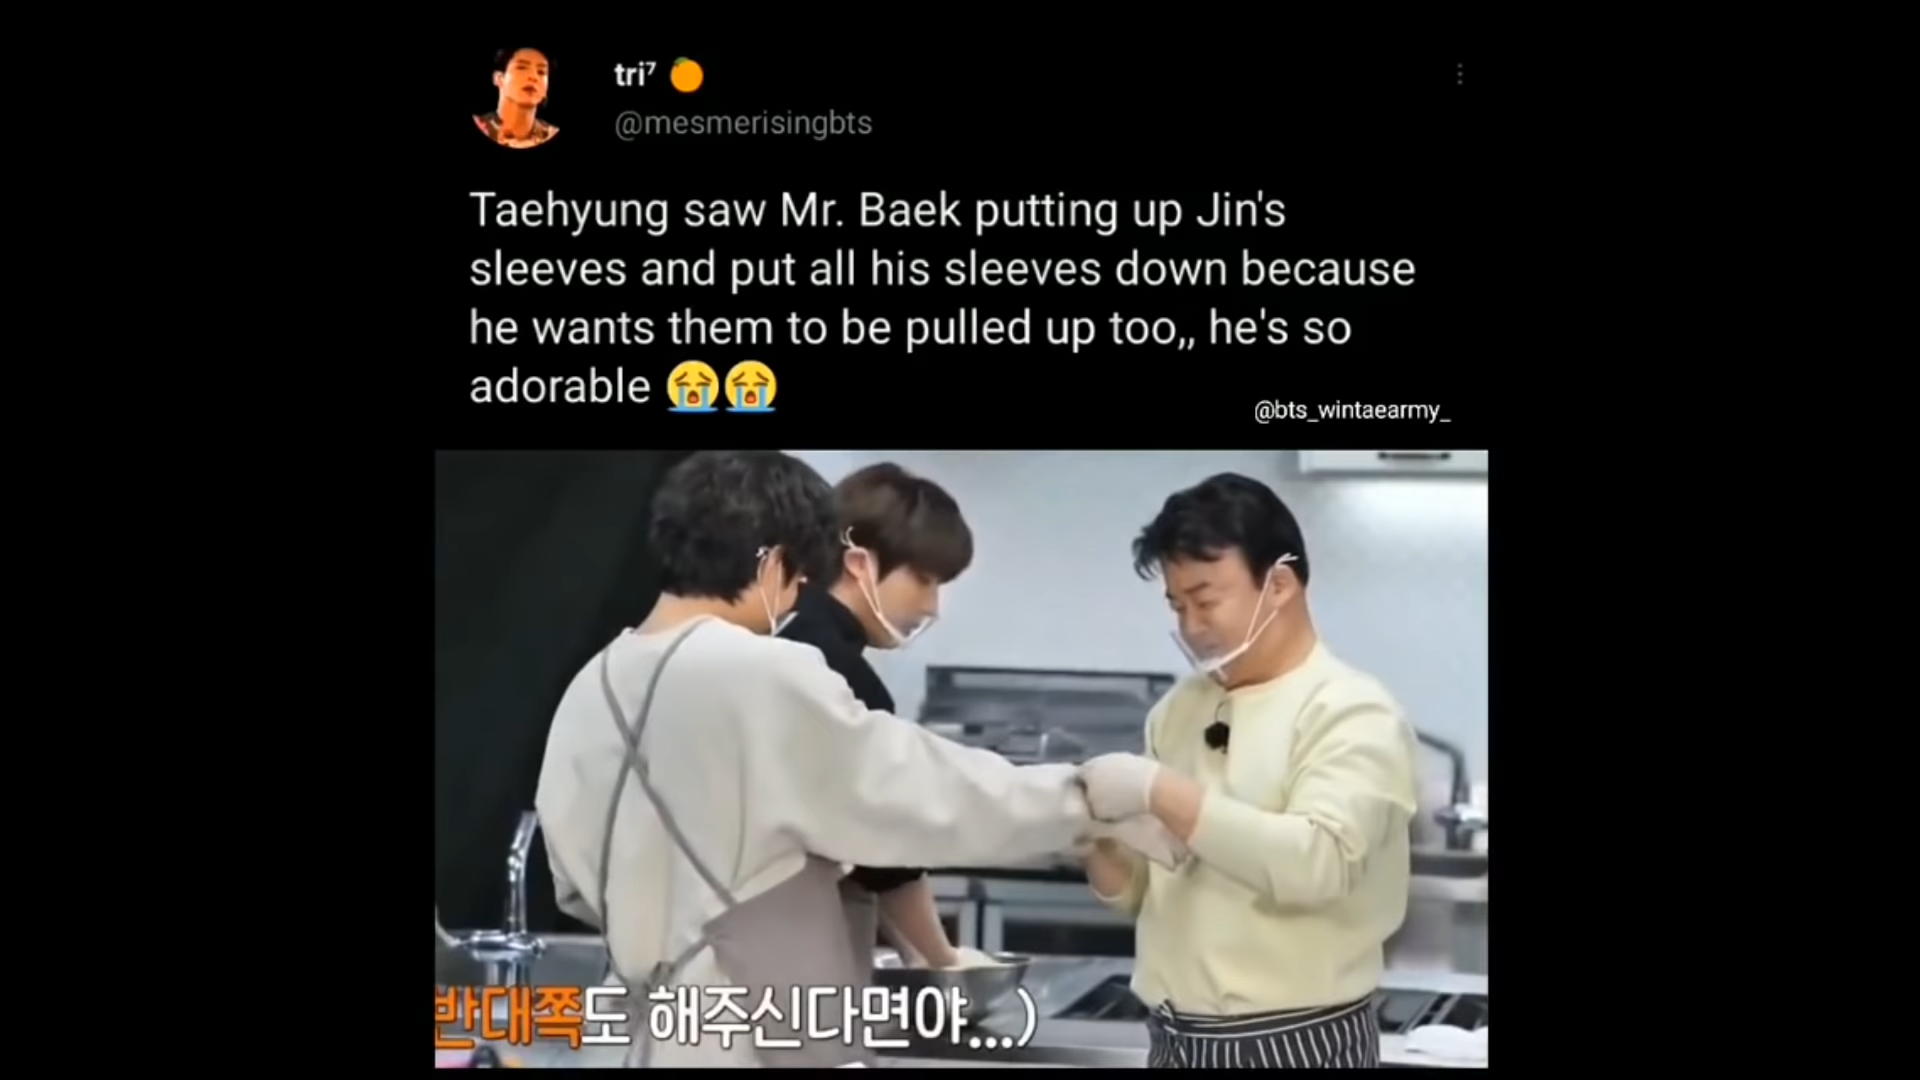 tri⁷ 🍊
@mesmerisingbts
Taehyung saw Mr. Baek putting up Jin's
sleeves and put all his sleeves down because
he wants them to be pulled up too,, he's so
adorable 😭😭
@bts_wintaearmy_
반대쪽도 해주신다면야...)